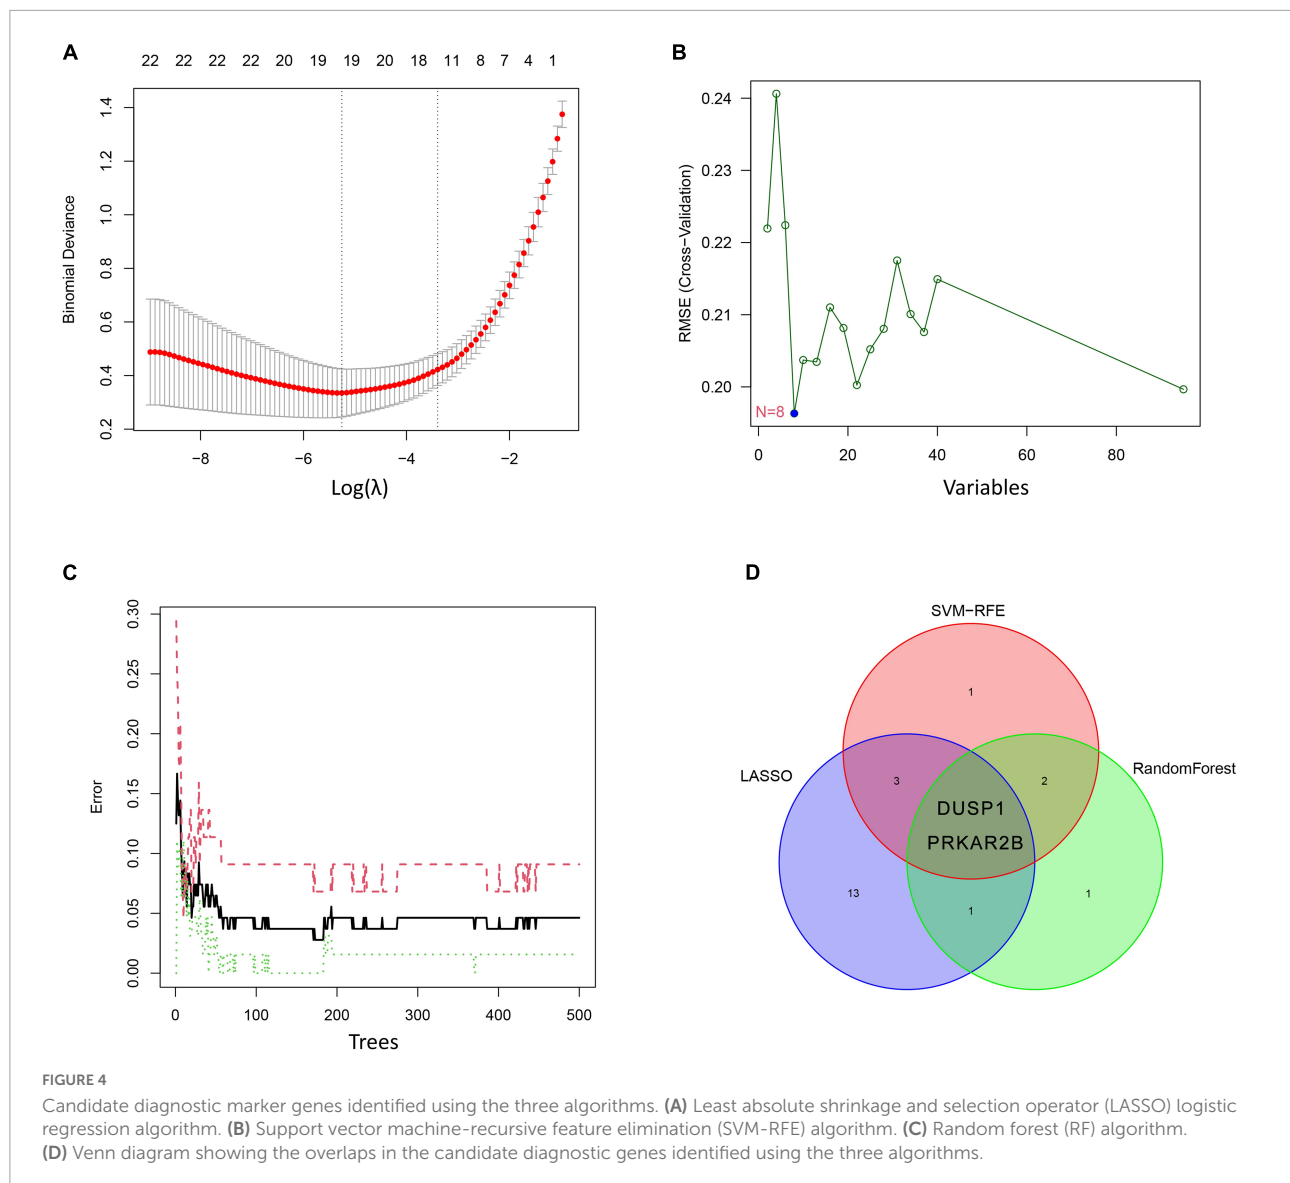 A
22 22 22 22 20 19 19 20 18 11 8 7 4 1
Binomial Deviance
1.4
1.2
1.0
0.8
0.6
0.4
0.2
−8 −6 −4 −2
Log(λ)
B
RMSE (Cross−Validation)
0.24
0.23
0.22
0.21
0.20
N=8
0 20 40 60 80
Variables
C
Error
0.30
0.25
0.20
0.15
0.10
0.05
0.00
0 100 200 300 400 500
Trees
D
SVM−RFE
1
LASSO
RandomForest
3
2
DUSP1
PRKAR2B
13
1
1
FIGURE 4
Candidate diagnostic marker genes identified using the three algorithms. (A) Least absolute shrinkage and selection operator (LASSO) logistic
regression algorithm. (B) Support vector machine-recursive feature elimination (SVM-RFE) algorithm. (C) Random forest (RF) algorithm.
(D) Venn diagram showing the overlaps in the candidate diagnostic genes identified using the three algorithms.